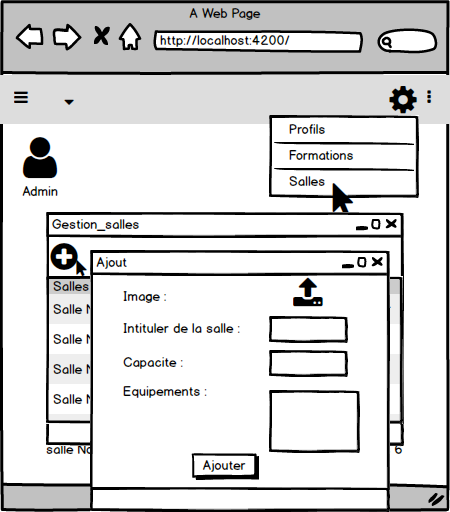 A Web Page
http://localhost:4200/
Profils
Formations
Salles
Admin
Gestion_salles
Ajout
Salles
Image :
Salle
Intituler de la salle :
Salle
Capacite :
Salle
Equipements :
Salle
salle
6
Ajouter